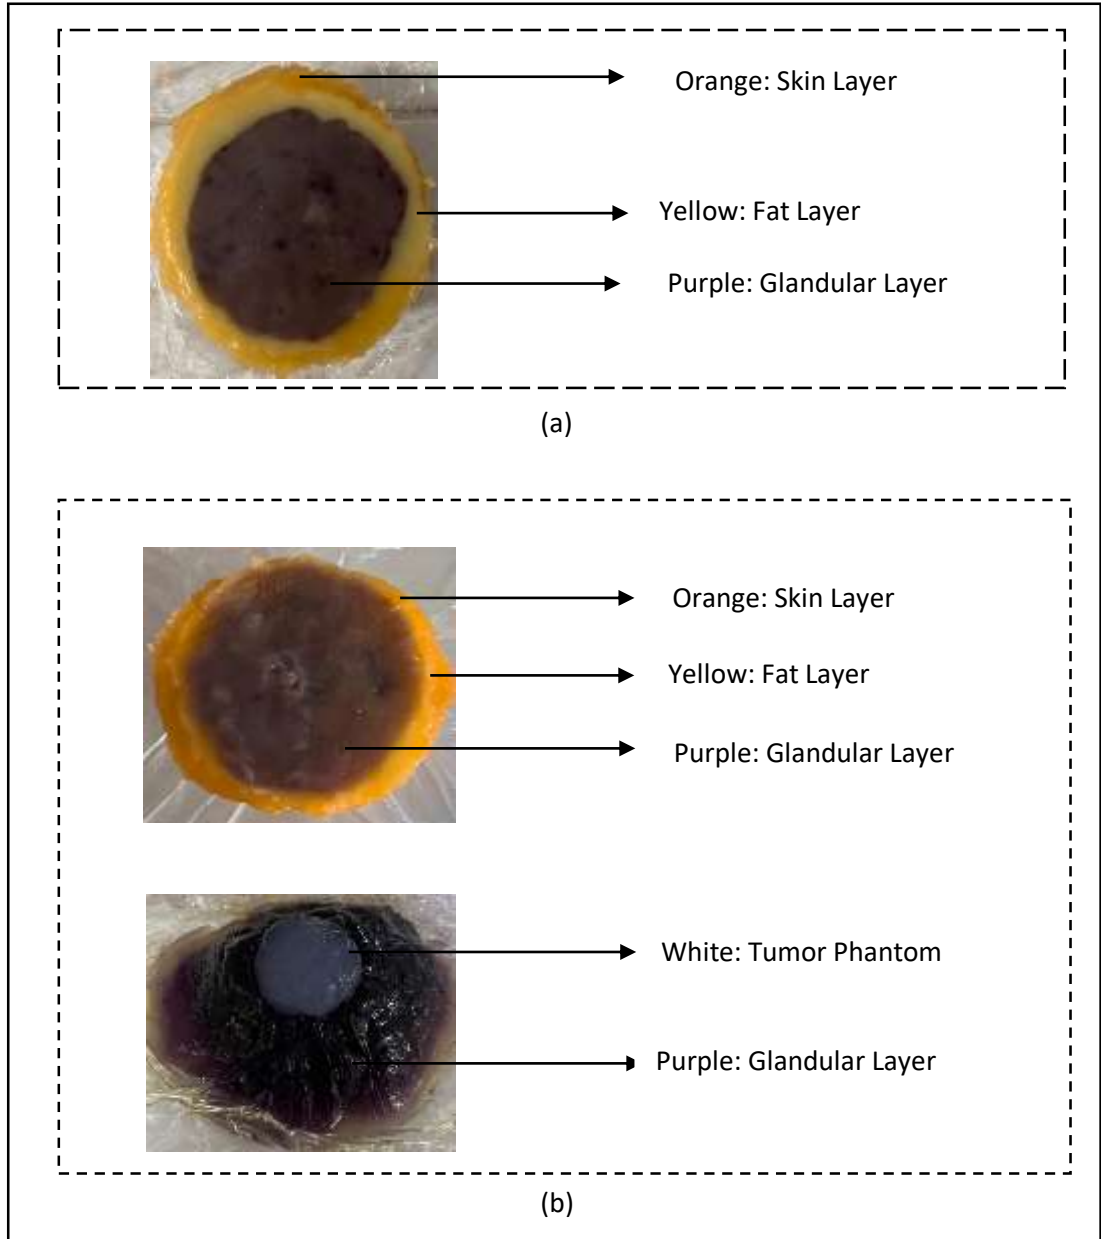 Orange: Skin Layer
Yellow: Fat Layer
Purple: Glandular Layer
(a)
Orange: Skin Layer
Yellow: Fat Layer
Purple: Glandular Layer
White: Tumor Phantom
Purple: Glandular Layer
(b)